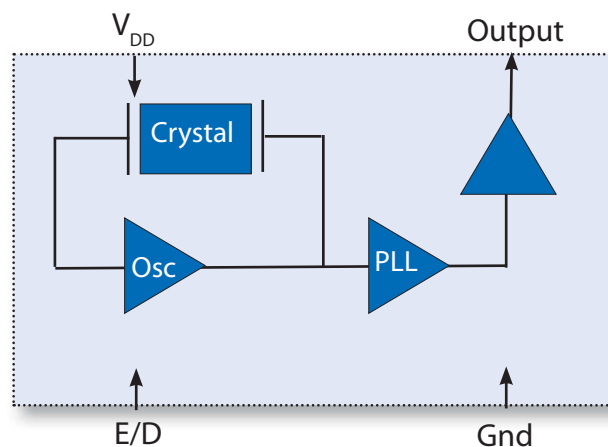 VDD
Output
Crystal
Osc
PLL
E/D
Gnd